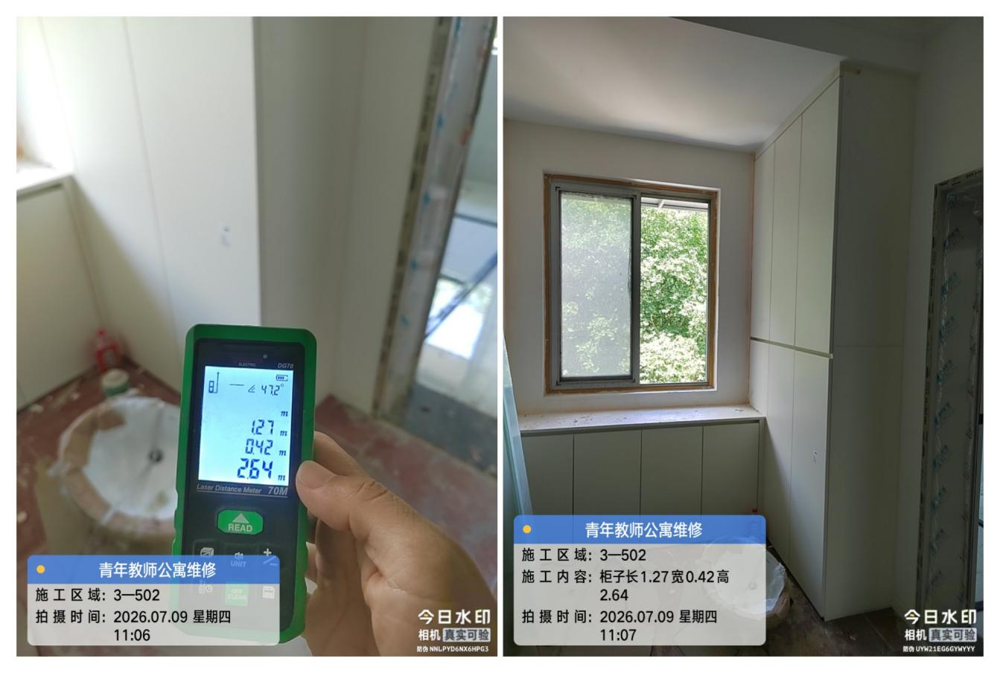 ELECTRIC
DG70
47.2°
m
1.27 m
0.42 m
2.64 m
Laser Distance Meter 70M
READ
UNIT
OFF
CLEAR
青年教师公寓维修
施工区域：3—502
拍摄时间：2026.07.09 星期四
11:06
今日水印
相机 真实可验
防伪 NNLPYD6NX6HPG3
青年教师公寓维修
施工区域：3—502
施工内容：柜子长1.27宽0.42高
2.64
拍摄时间：2026.07.09 星期四
11:07
今日水印
相机 真实可验
防伪 UYW21EG6GYWYYY